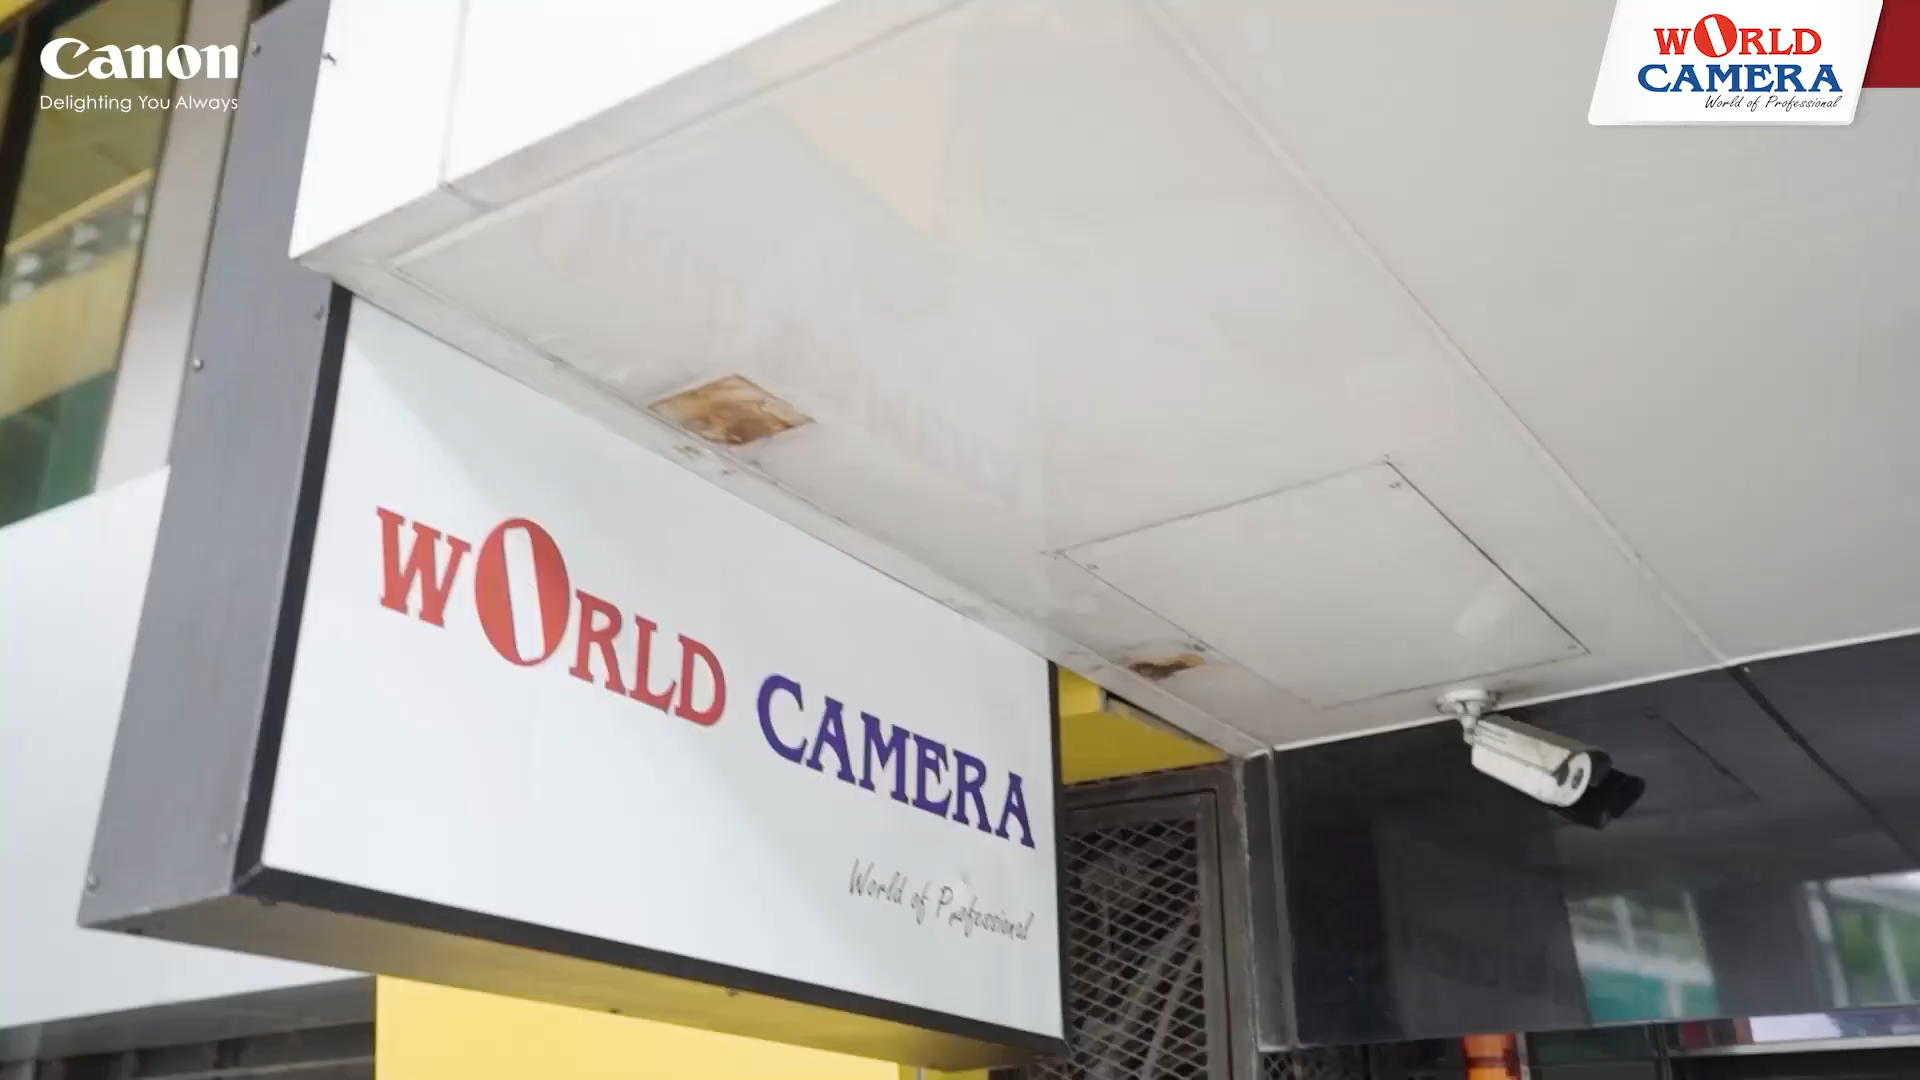 Canon
Delighting You Always
WORLD
CAMERA
World of Professional
WORLD CAMERA
World of Professional